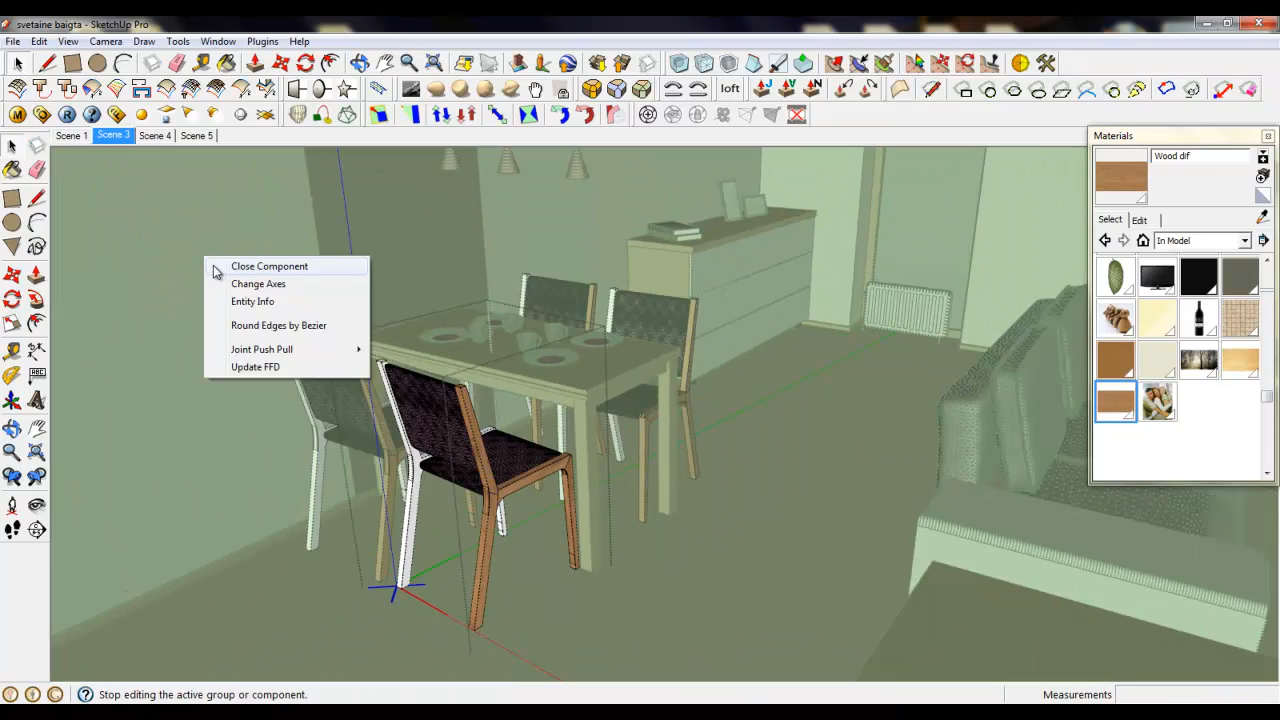 svetaine baigta - SketchUp Pro
File Edit View Camera Draw Tools Window Plugins Help
loft
M Q R ?
Scene 1 Scene 3 Scene 4 Scene 5
Materials
Wood dif
Select Edit
In Model
Close Component
Change Axes
Entity Info
Round Edges by Bezier
Joint Push Pull
Update FFD
Stop editing the active group or component.
Measurements